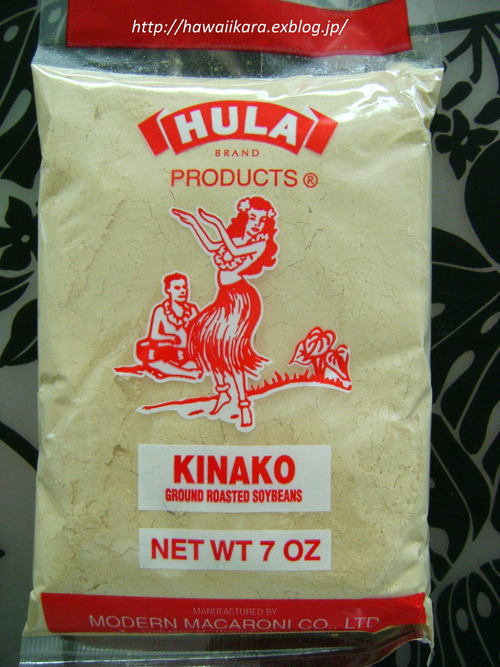 http://hawaiikara.exblog.jp/
HULA
BRAND
PRODUCTS ®
KINAKO
GROUND ROASTED SOYBEANS
NET WT 7 OZ
MANUFACTURED BY
MODERN MACARONI CO., LTD